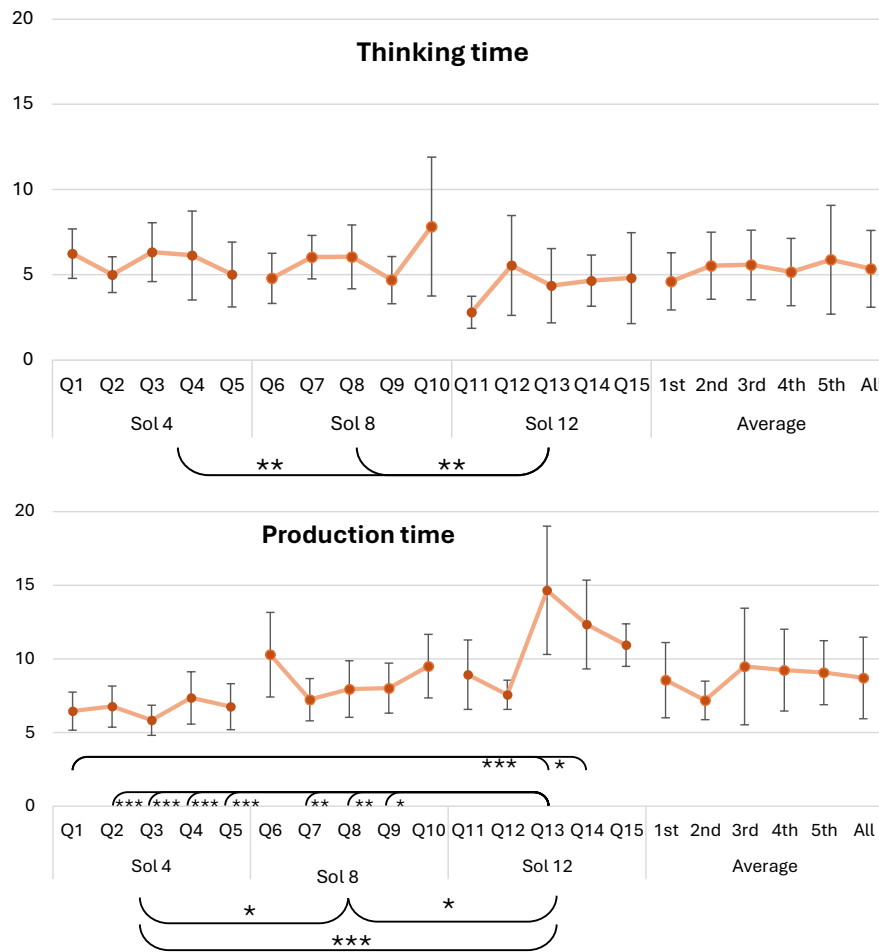 20
Thinking time
15
10
5
0
Q1 Q2 Q3 Q4 Q5 Q6 Q7 Q8 Q9 Q10 Q11 Q12 Q13 Q14 Q15 1st 2nd 3rd 4th 5th All
Sol 4 Sol 8 Sol 12 Average
** **
20
Production time
15
10
5
*** *
0 *** *** *** *** ** ** *
Q1 Q2 Q3 Q4 Q5 Q6 Q7 Q8 Q9 Q10 Q11 Q12 Q13 Q14 Q15 1st 2nd 3rd 4th 5th All
Sol 4 Sol 8 Sol 12 Average
* *
***